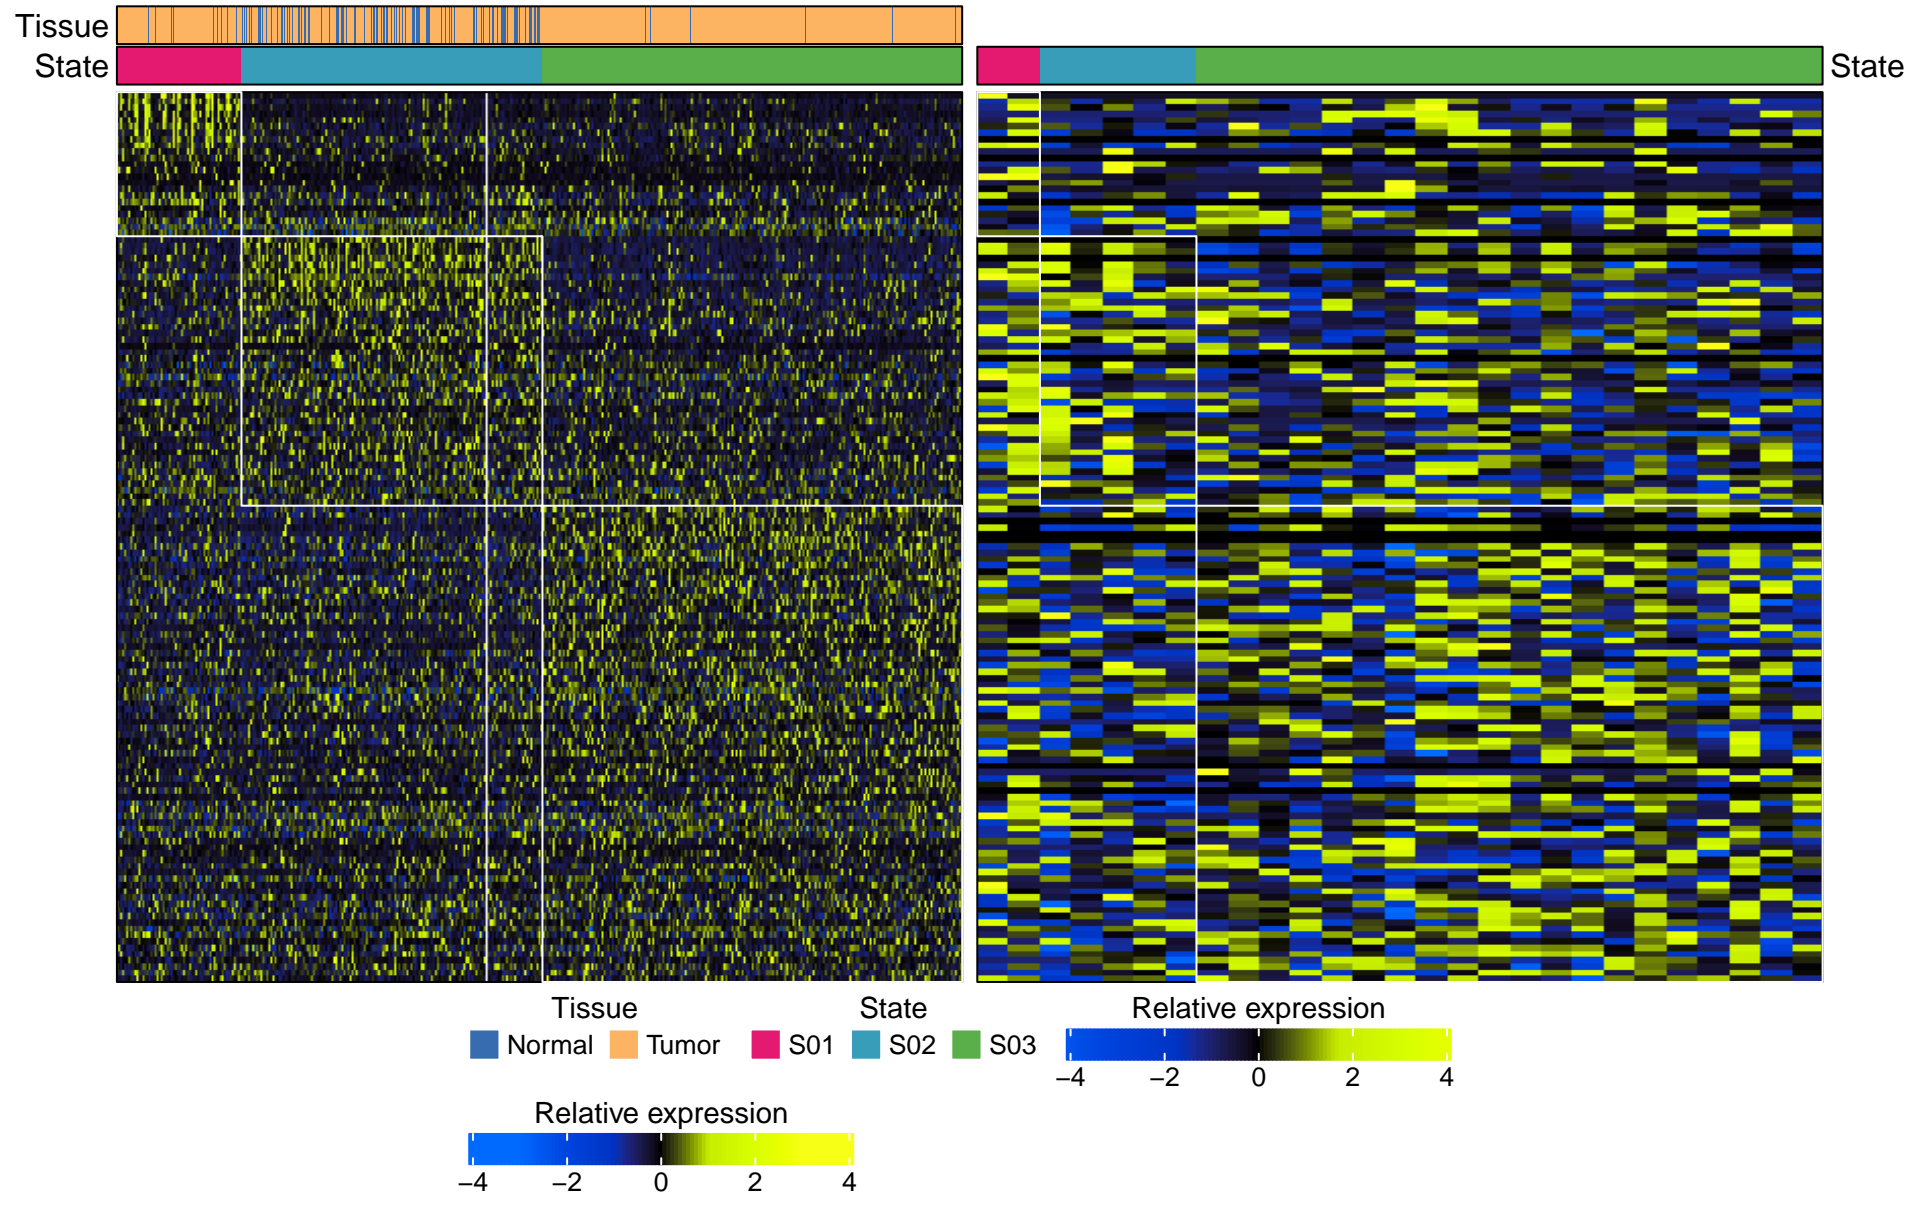 Tissue
State
State
Tissue State Relative expression
Normal Tumor S01 S02 S03
−4 −2 0 2 4
Relative expression
−4 −2 0 2 4